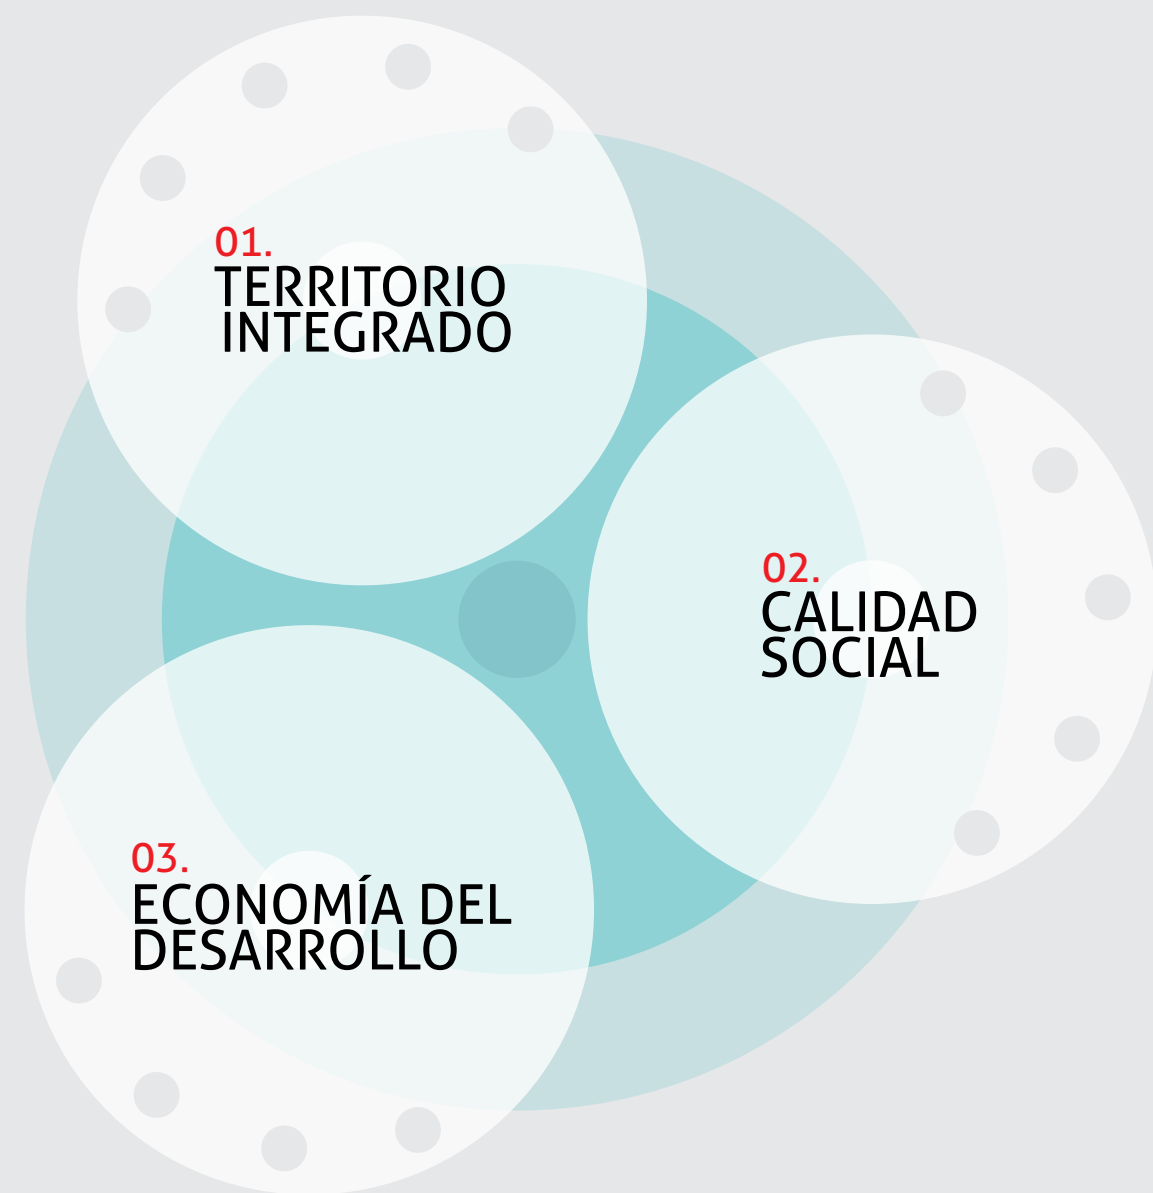 01.
TERRITORIO
INTEGRADO
02.
CALIDAD
SOCIAL
03.
ECONOMÍA DEL
DESARROLLO